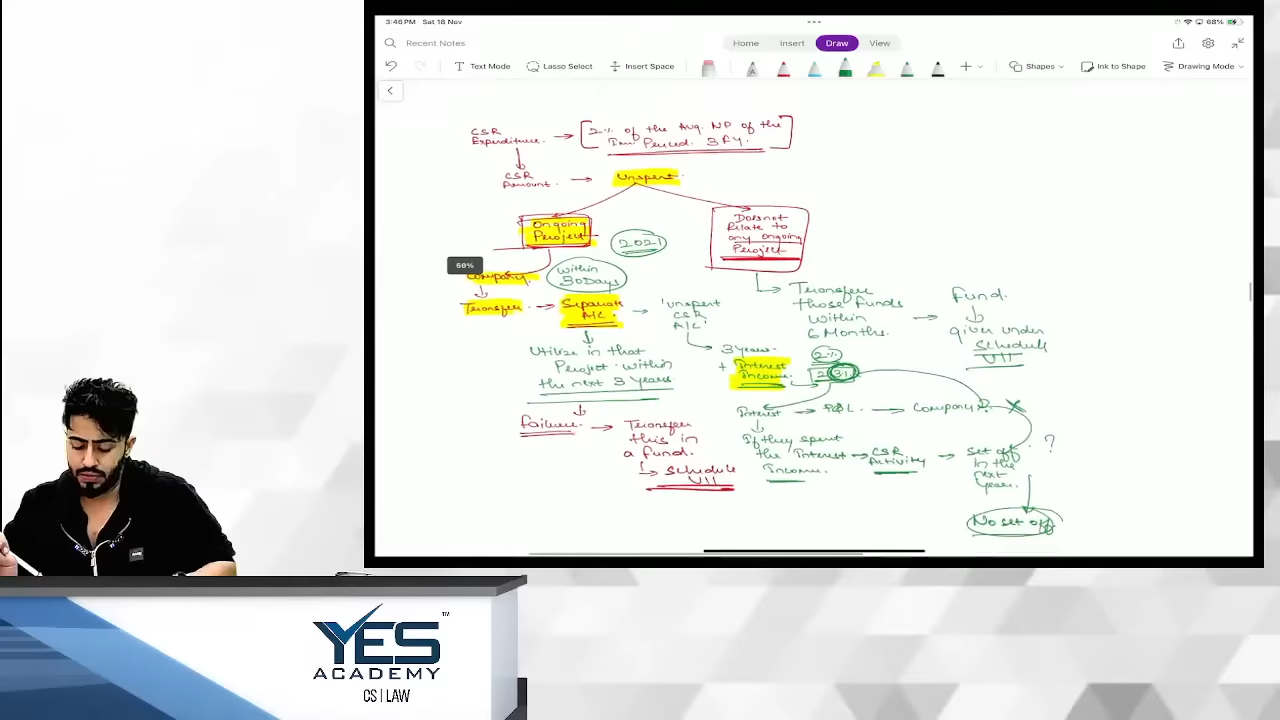 3:46 PM Sat 18 Nov
68%
Recent Notes
Home Insert Draw View
Text Mode Lasso Select Insert Space
Shapes Ink to Shape Drawing Mode
CSR
Expenditure → [2% of the Avg. NP of the
3 FY.]
CSR
Amount → Unspent
Ongoing
Project
2021
Does not
Relate to
any ongoing
Project
68%
Company
within
30 Days
Transfer → Separate
A/C.
'unspent
CSR
A/C'
Transfer
those funds
within
6 Months.
Fund.
given under
Schedule
VII
Utilize in that
Project within
the next 3 years
3 years
+ Interest
Income
2%
Failure → Transfer
this in
a fund.
Schedule
VII
Interest → P&L → Company X
If they spent
the Interest → CSR
Income. Activity
set off
in the
next
years.
?
No set off
YES
ACADEMY
TM
CS | LAW